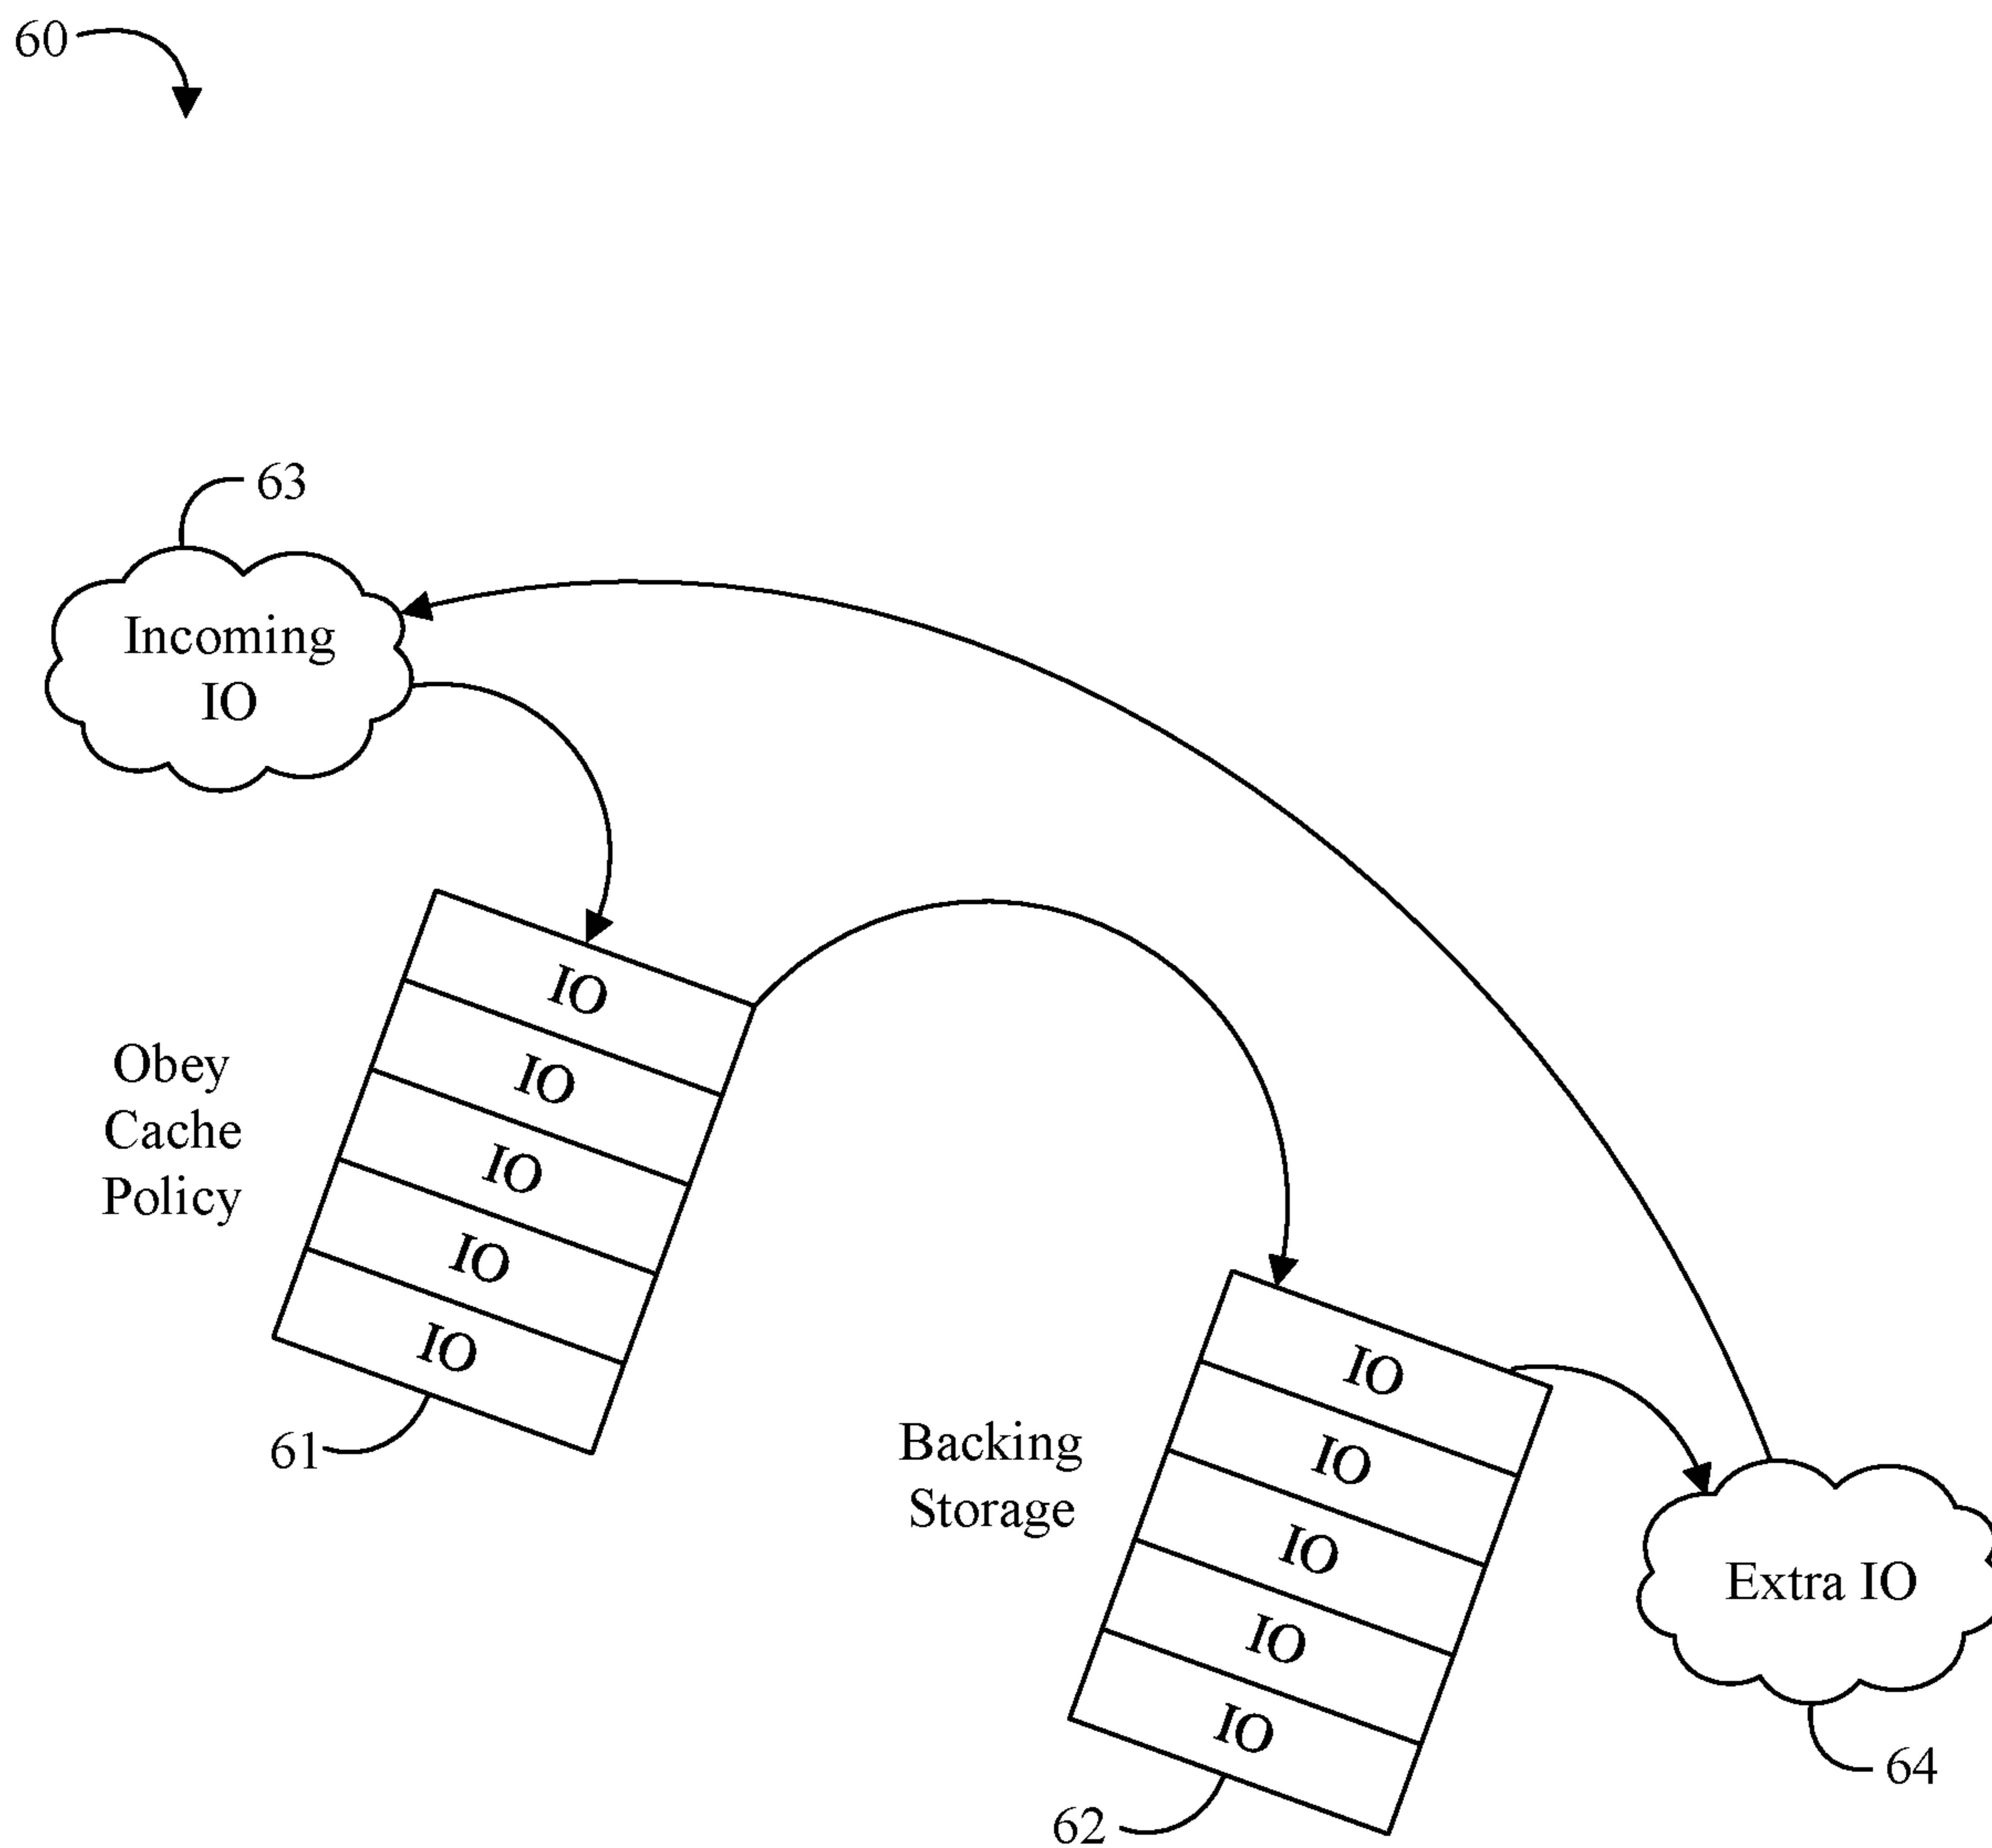 60
63
Incoming
IO
IO
IO
IO
IO
IO
Obey
Cache
Policy
61
IO
IO
IO
IO
IO
Backing
Storage
62
Extra IO
64